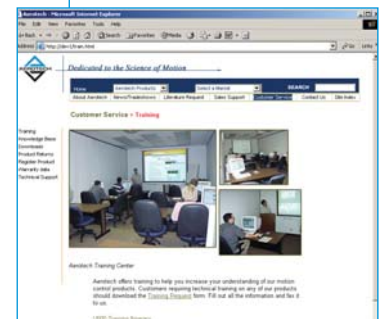 Aerotech - Microsoft Internet Explorer
File Edit View Favorites Tools Help
Back Search Favorites Media
Address http://dev1/train.html
Go Links
AEROTECH
Dedicated to the Science of Motion
Home Aerotech Products Select a Market SEARCH
About Aerotech News/Tradeshows Literature Request Sales Support Customer Service Contact Us Site Index
Customer Service > Training
Training
Knowledge Base
Downloads
Product Returns
Register Product
Warranty data
Technical Support
Aerotech Training Center
Aerotech offers training to help you increase your understanding of our motion
control products. Customers requiring technical training on any of our products
should download the Training Request form. Fill out all the information and fax it
to us.